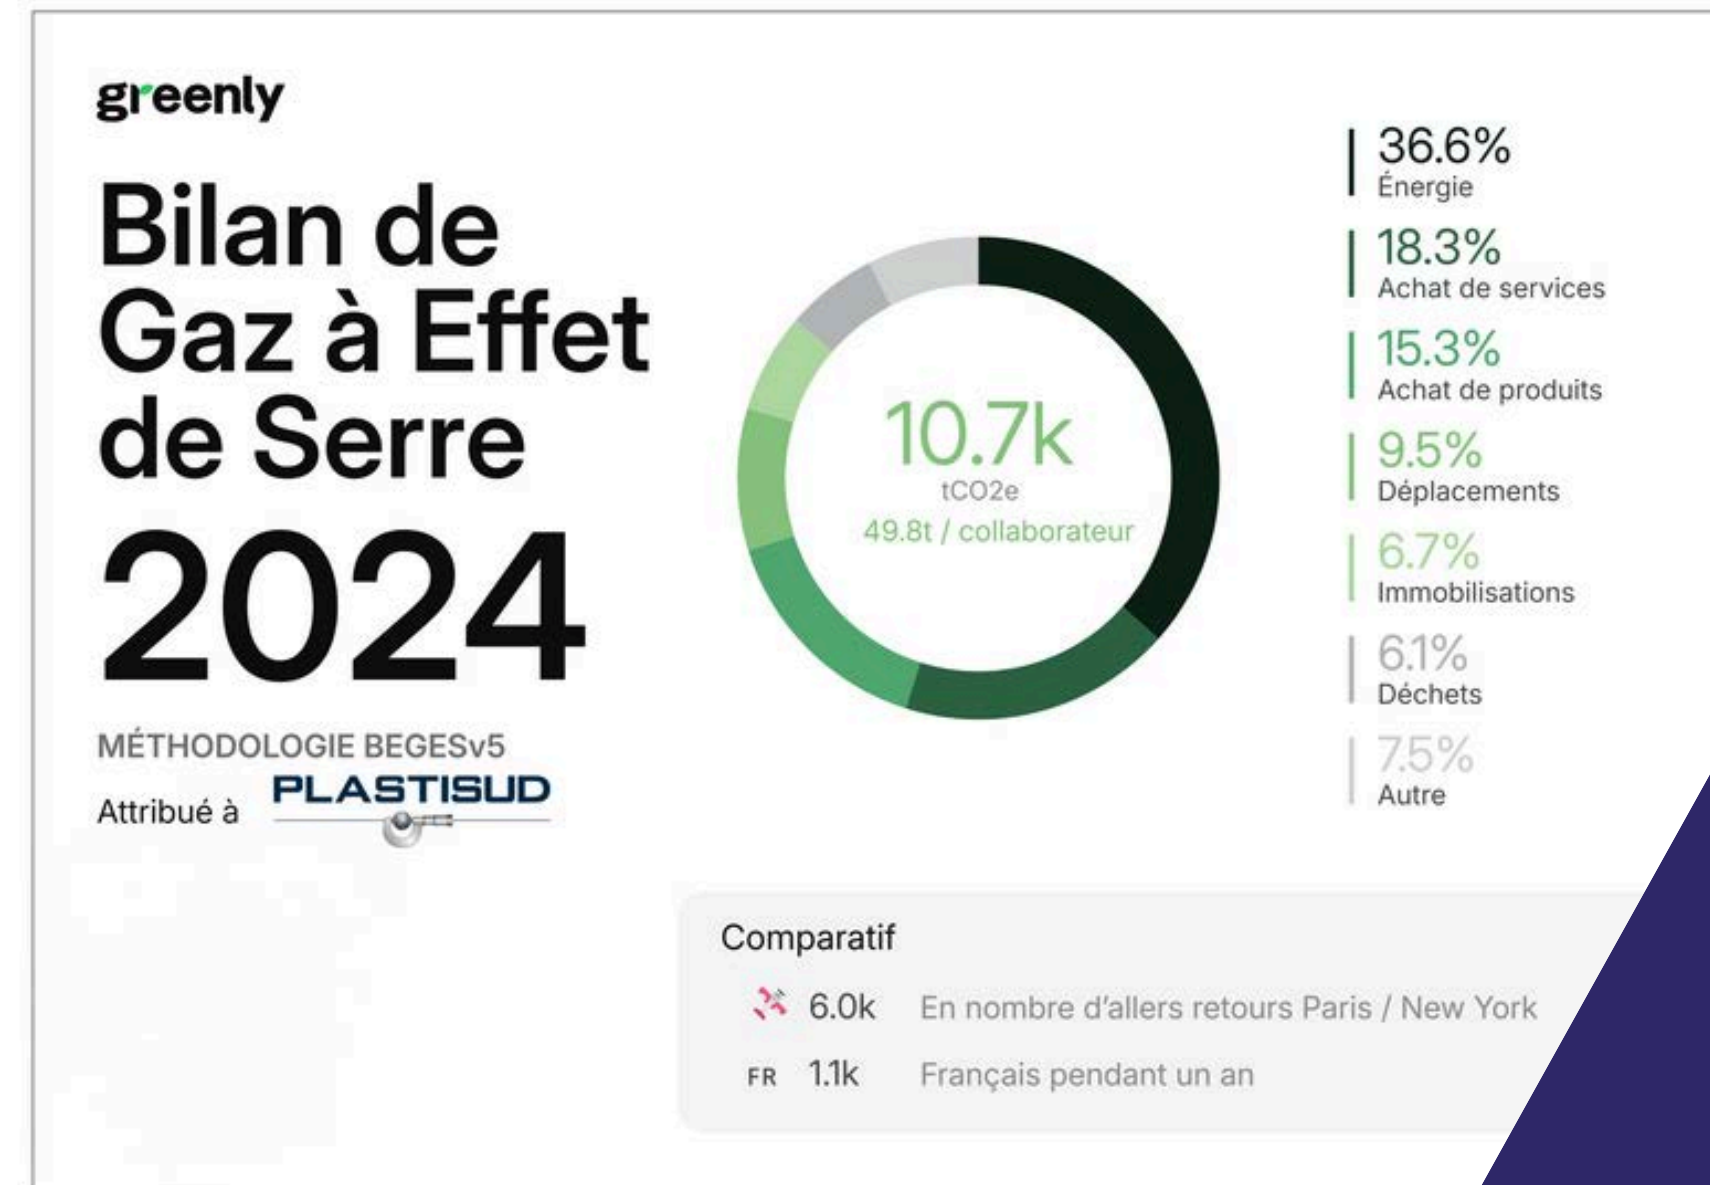 greenly
Bilan de
Gaz à Effet
de Serre
2024
MÉTHODOLOGIE BEGESv5
Attribué à PLASTISUD
10.7k
tCO2e
49.8t / collaborateur
36.6%
Énergie
18.3%
Achat de services
15.3%
Achat de produits
9.5%
Déplacements
6.7%
Immobilisations
6.1%
Déchets
7.5%
Autre
Comparatif
6.0k En nombre d'allers retours Paris / New York
FR 1.1k Français pendant un an